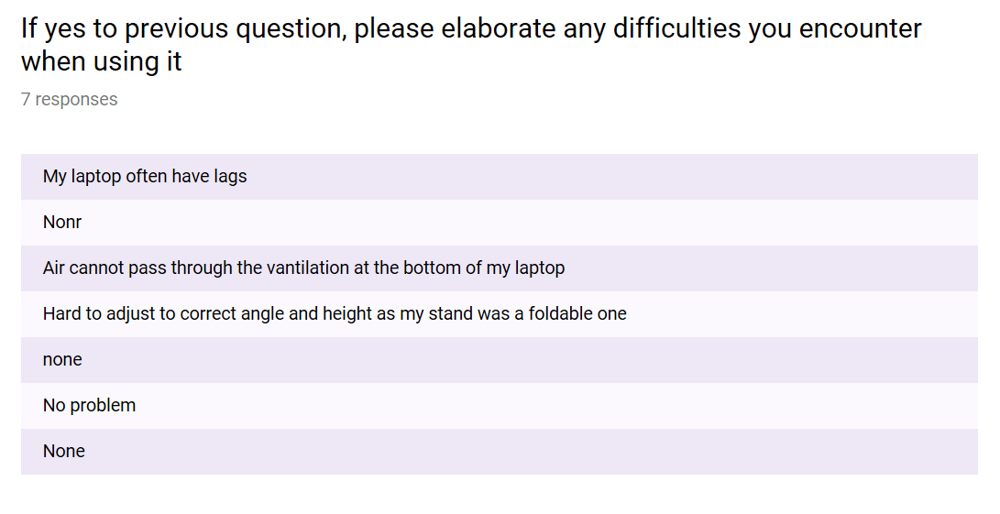 If yes to previous question, please elaborate any difficulties you encounter
when using it
7 responses
My laptop often have lags
Nonr
Air cannot pass through the vantilation at the bottom of my laptop
Hard to adjust to correct angle and height as my stand was a foldable one
none
No problem
None